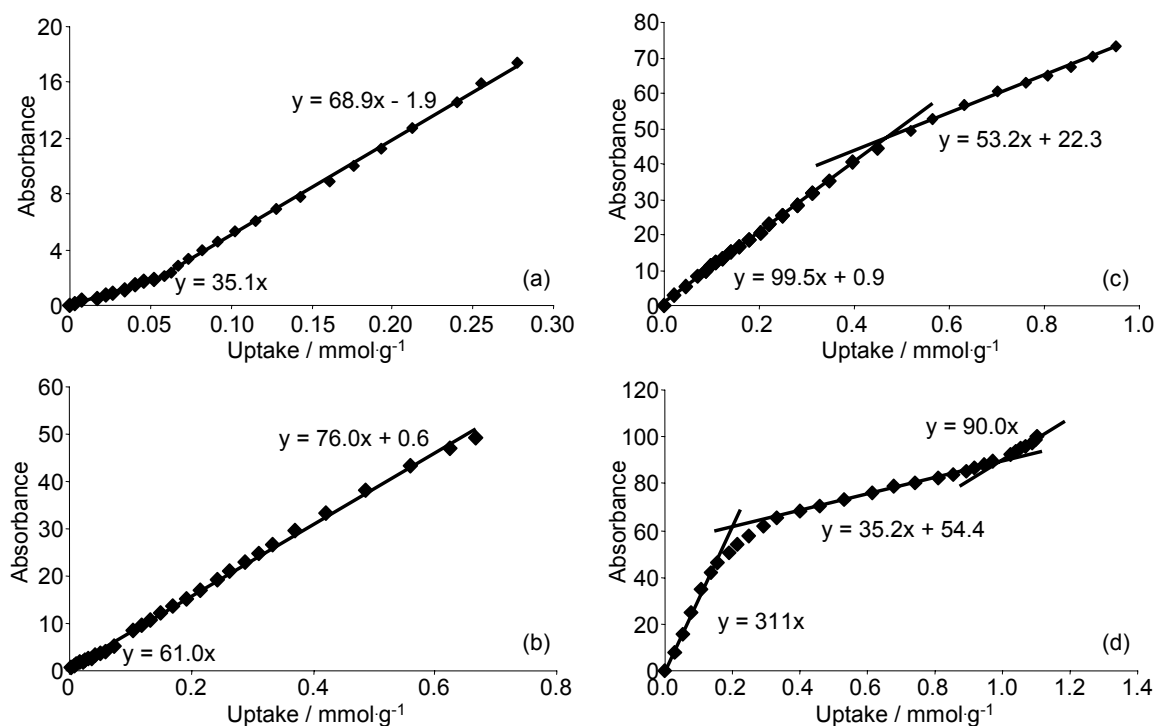 20
16
12
8
4
0
Absorbance
y = 68.9x - 1.9
y = 35.1x
(a)
0 0.05 0.10 0.15 0.20 0.25 0.30
Uptake / mmol·g⁻¹
80
70
60
50
40
30
20
10
0
Absorbance
y = 53.2x + 22.3
y = 99.5x + 0.9
(c)
0.0 0.2 0.4 0.6 0.8 1.0
Uptake / mmol·g⁻¹
60
50
40
30
20
10
0
Absorbance
y = 76.0x + 0.6
y = 61.0x
(b)
0 0.2 0.4 0.6 0.8
Uptake / mmol·g⁻¹
120
100
80
60
40
20
0
Absorbance
y = 90.0x
y = 35.2x + 54.4
y = 311x
(d)
0.0 0.2 0.4 0.6 0.8 1.0 1.2 1.4
Uptake / mmol·g⁻¹